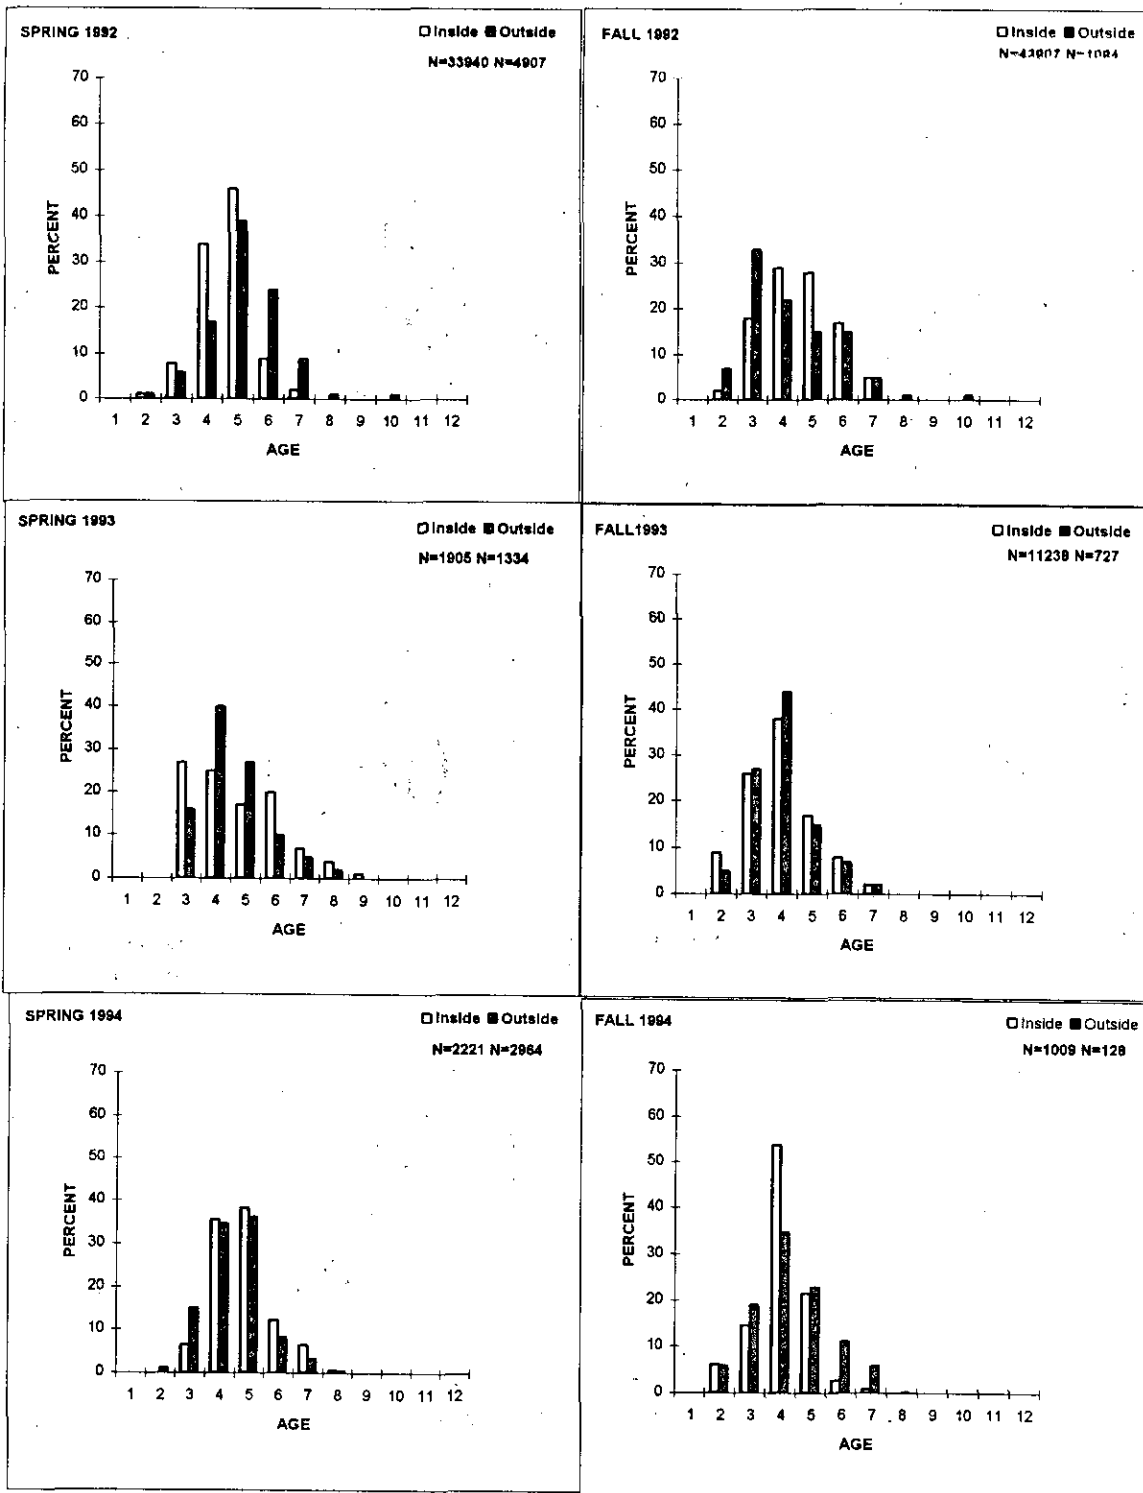 SPRING 1992
□ Inside ■ Outside
N=33940 N=4907
70
60
50
40
30
20
10
0
PERCENT
1 2 3 4 5 6 7 8 9 10 11 12
AGE
FALL 1992
□ Inside ■ Outside
70
60
50
40
30
20
10
0
PERCENT
1 2 3 4 5 6 7 8 9 10 11 12
AGE
SPRING 1993
□ Inside ■ Outside
N=1905 N=1334
70
60
50
40
30
20
10
0
PERCENT
1 2 3 4 5 6 7 8 9 10 11 12
AGE
FALL1993
□ Inside ■ Outside
N=11238 N=727
70
60
50
40
30
20
10
0
PERCENT
1 2 3 4 5 6 7 8 9 10 11 12
AGE
SPRING 1994
□ Inside ■ Outside
N=2221 N=2964
70
60
50
40
30
20
10
0
PERCENT
1 2 3 4 5 6 7 8 9 10 11 12
AGE
FALL 1994
□ Inside ■ Outside
N=1009 N=128
70
60
50
40
30
20
10
0
PERCENT
1 2 3 4 5 6 7 8 9 10 11 12
AGE